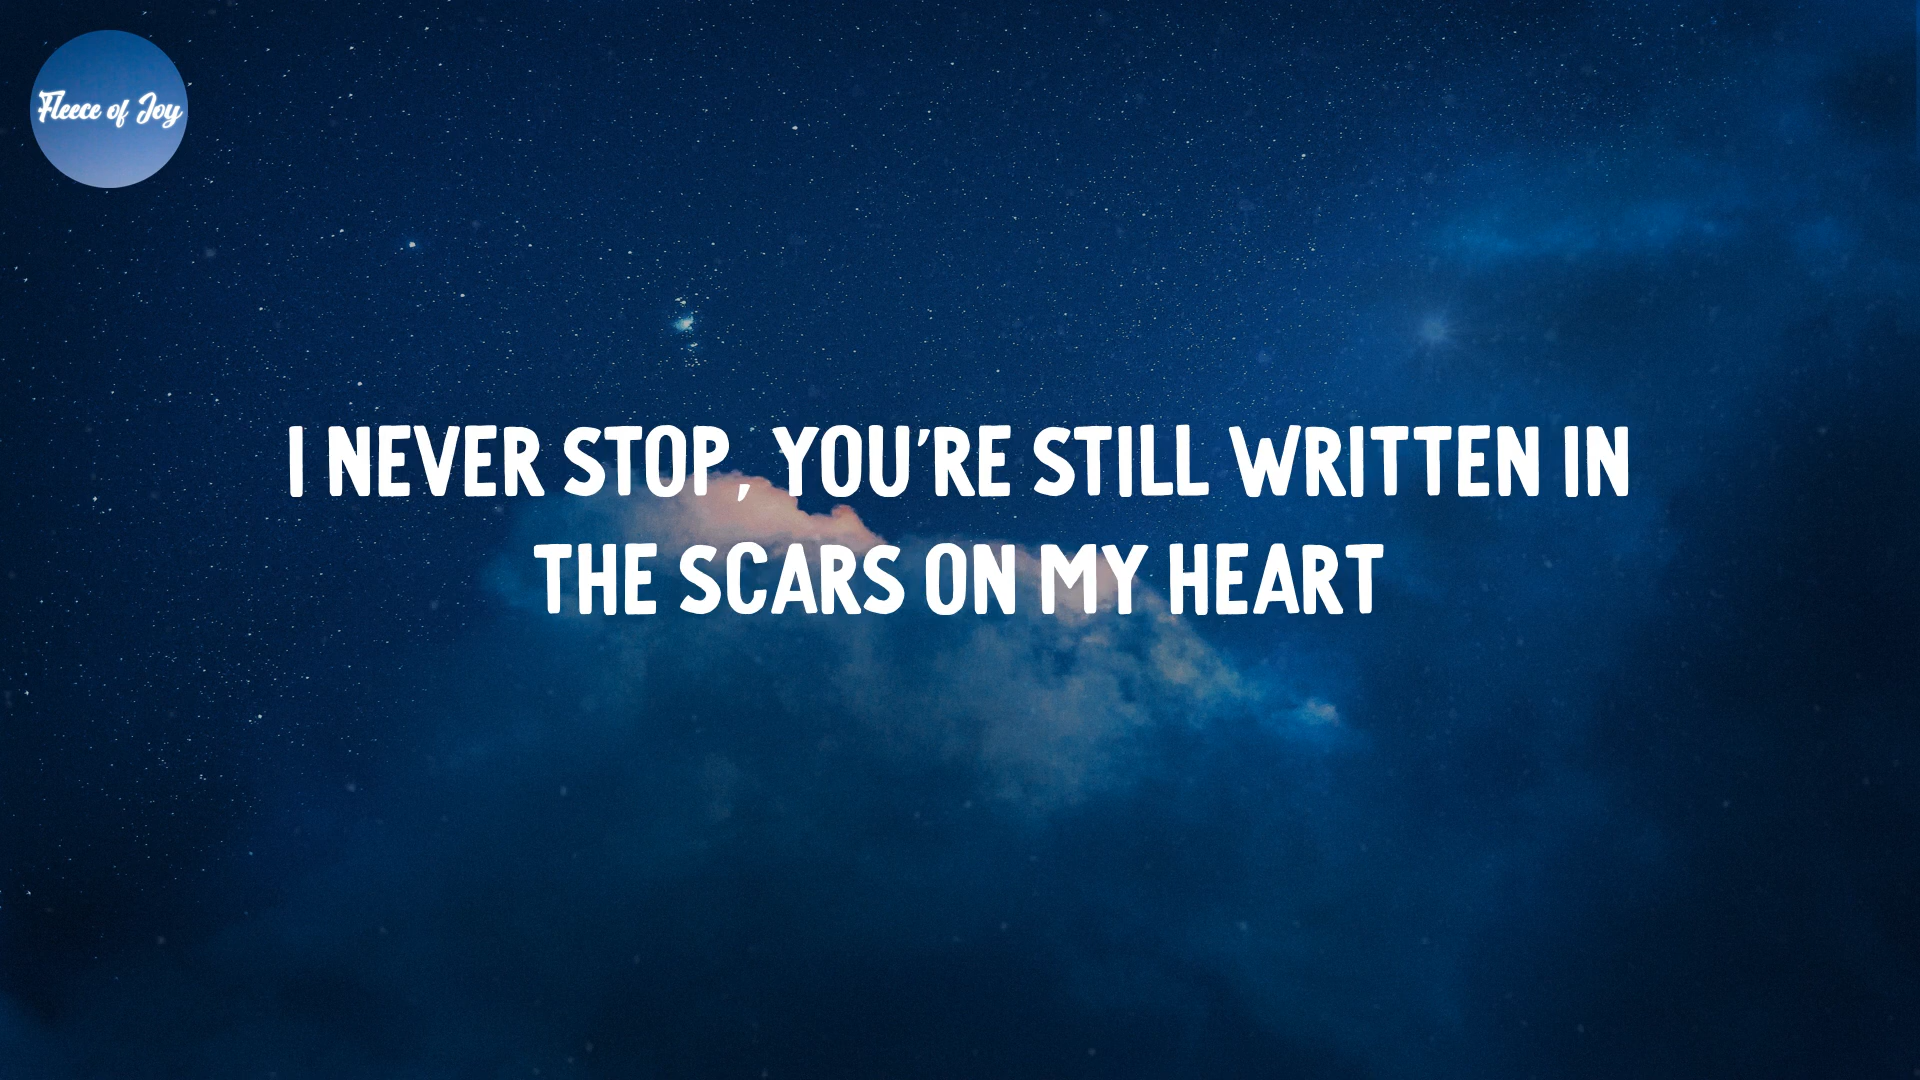 Fleece of Joy
I NEVER STOP, YOU'RE STILL WRITTEN IN
THE SCARS ON MY HEART